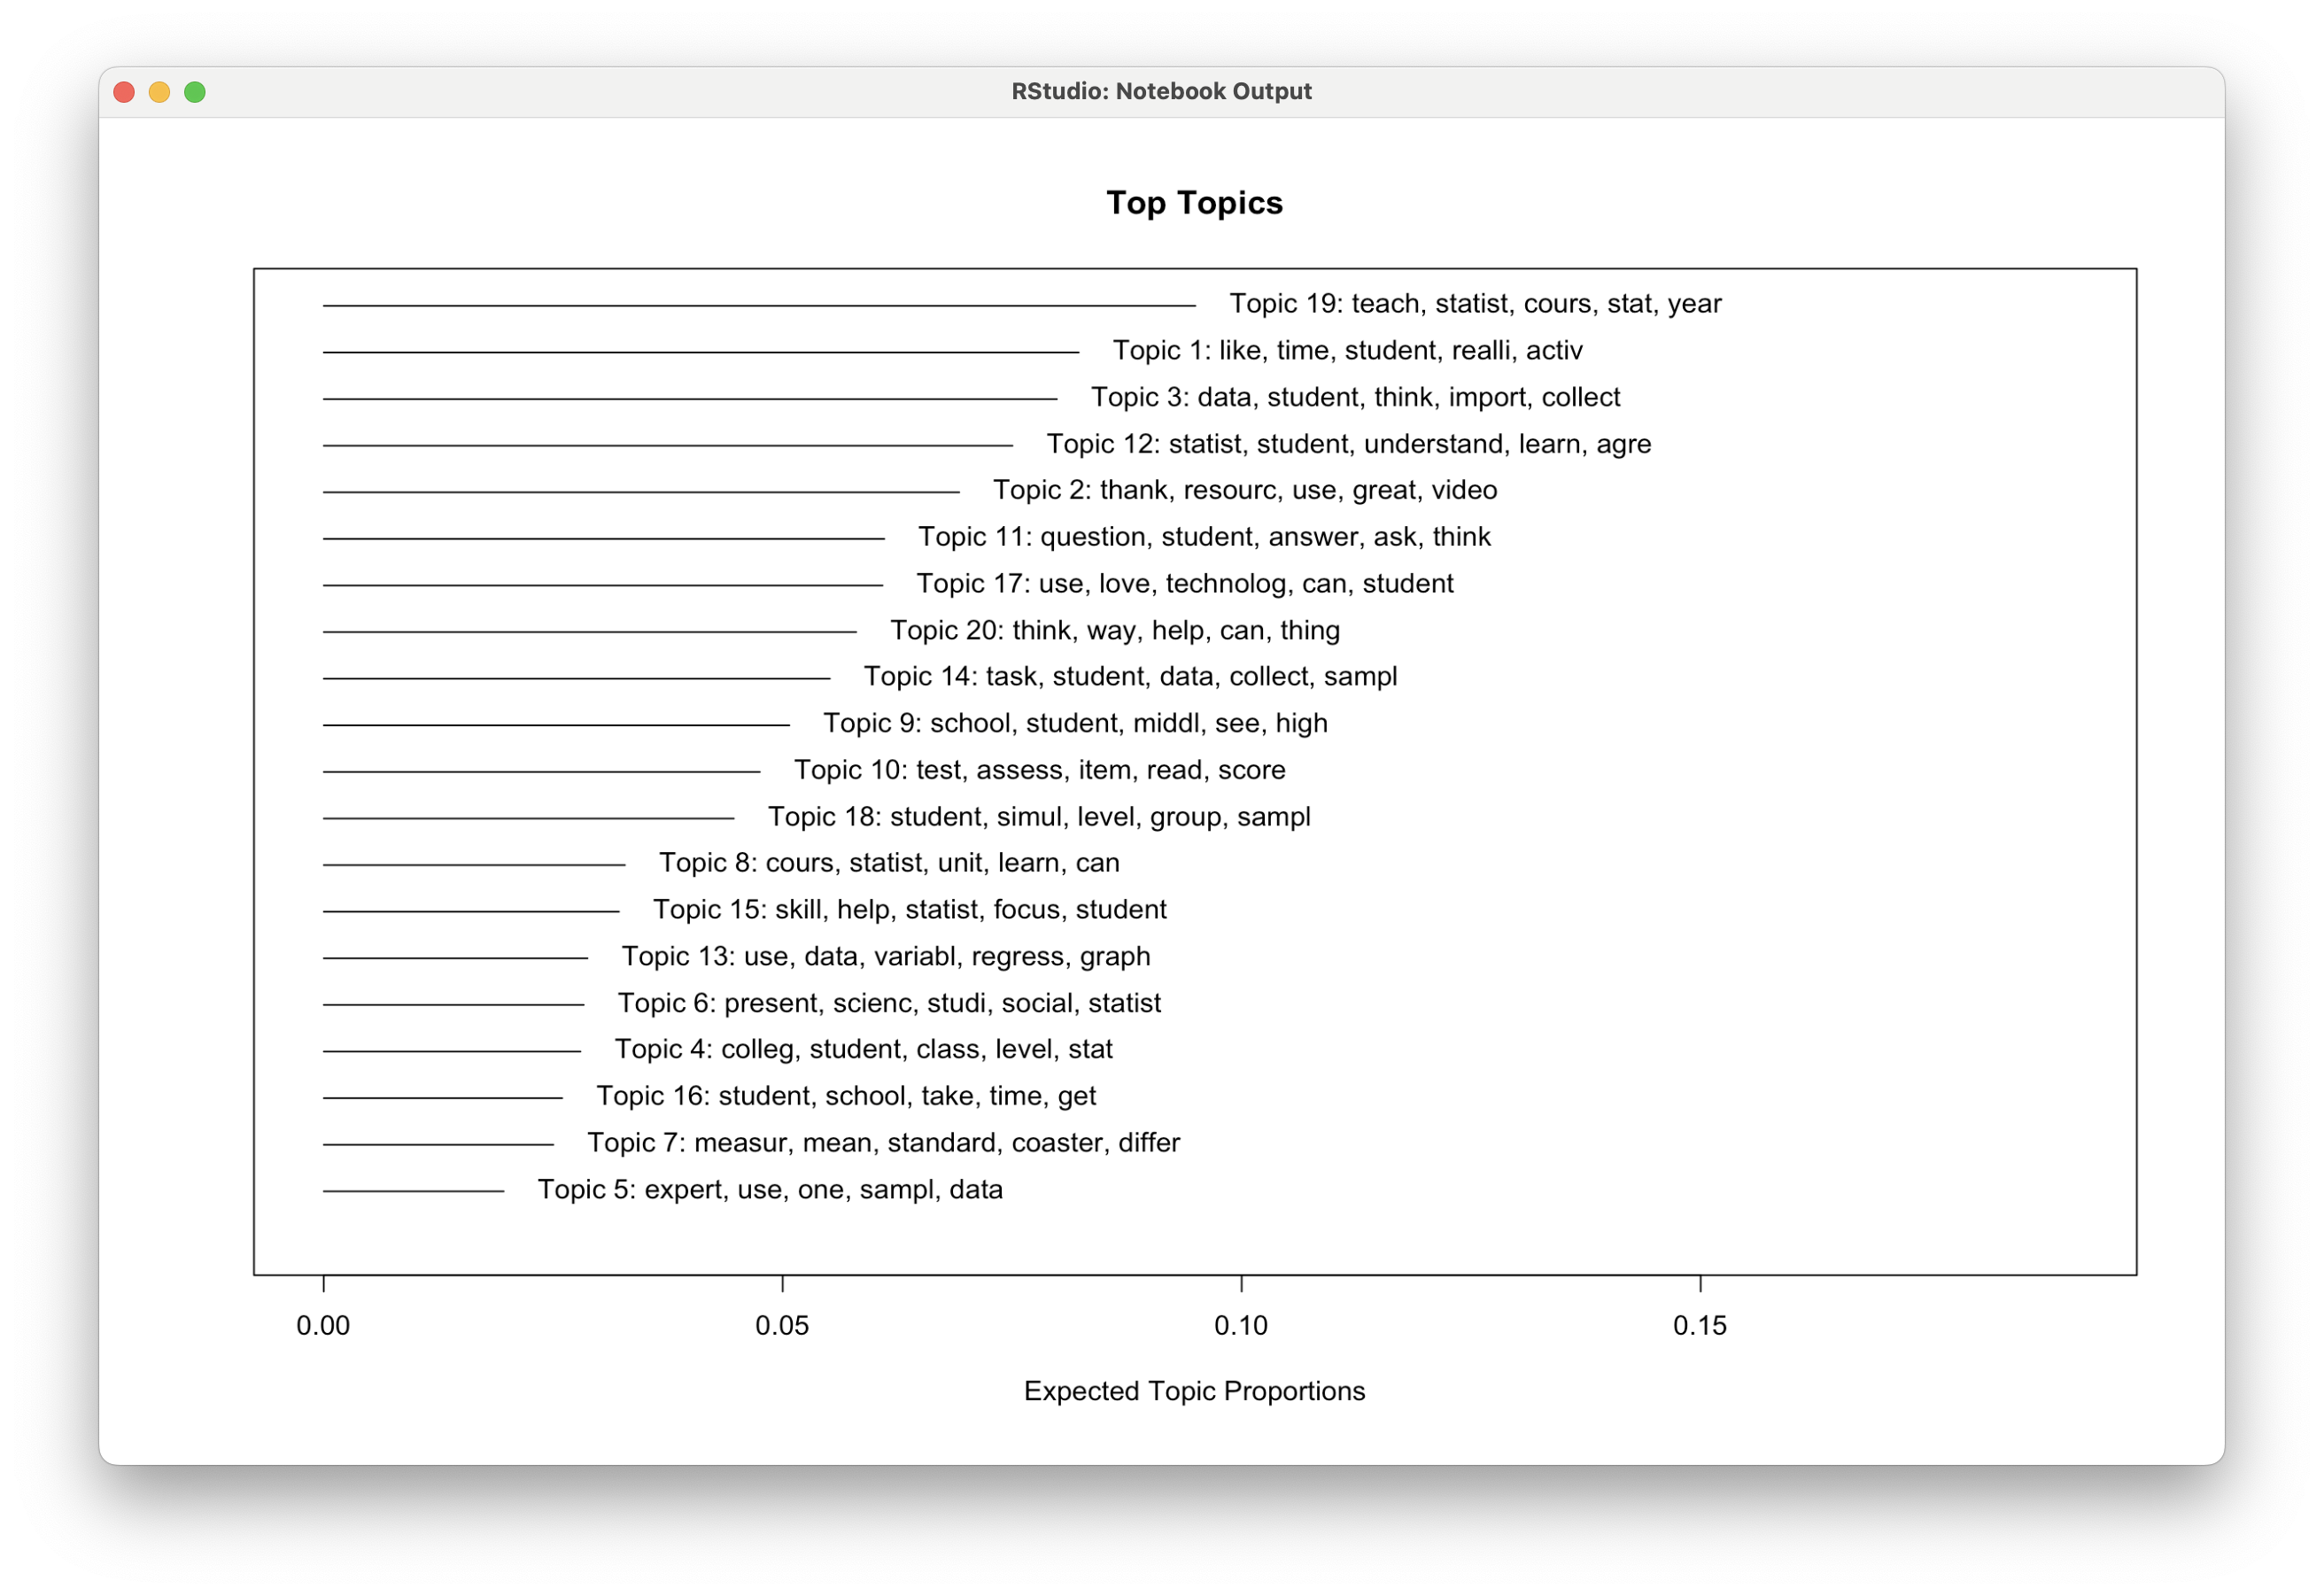 RStudio: Notebook Output
Top Topics
Topic 19: teach, statist, cours, stat, year
Topic 1: like, time, student, realli, activ
Topic 3: data, student, think, import, collect
Topic 12: statist, student, understand, learn, agre
Topic 2: thank, resourc, use, great, video
Topic 11: question, student, answer, ask, think
Topic 17: use, love, technolog, can, student
Topic 20: think, way, help, can, thing
Topic 14: task, student, data, collect, sampl
Topic 9: school, student, middl, see, high
Topic 10: test, assess, item, read, score
Topic 18: student, simul, level, group, sampl
Topic 8: cours, statist, unit, learn, can
Topic 15: skill, help, statist, focus, student
Topic 13: use, data, variabl, regress, graph
Topic 6: present, scienc, studi, social, statist
Topic 4: colleg, student, class, level, stat
Topic 16: student, school, take, time, get
Topic 7: measur, mean, standard, coaster, differ
Topic 5: expert, use, one, sampl, data
0.00 0.05 0.10 0.15
Expected Topic Proportions